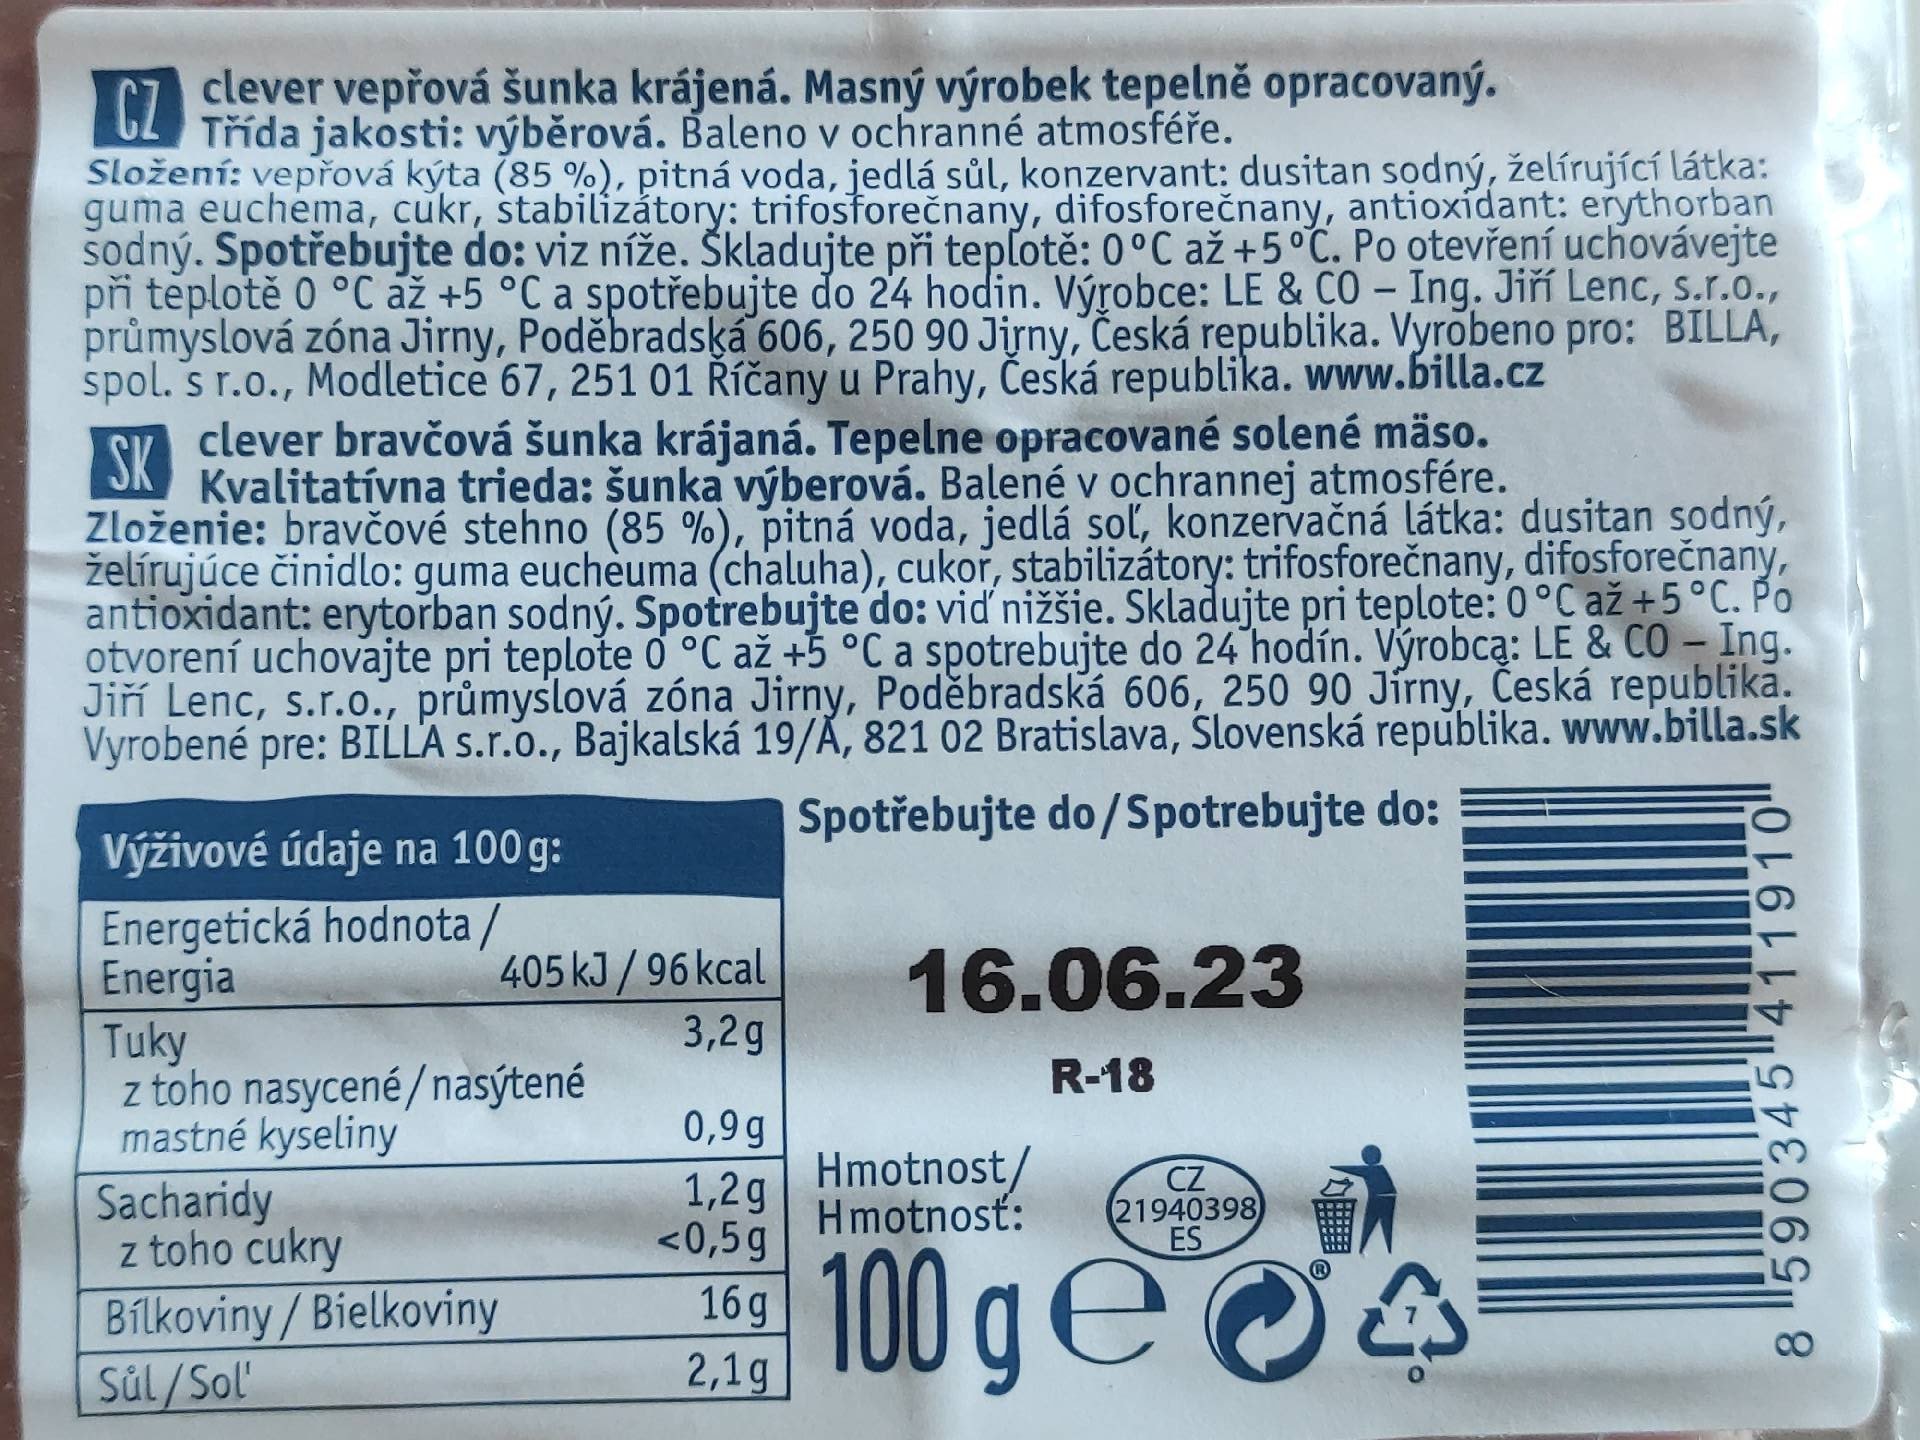 CZ clever vepřová šunka krájená. Masný výrobek tepelně opracovaný.
Třída jakosti: výběrová. Baleno v ochranné atmosféře.
Složení: vepřová kýta (85 %), pitná voda, jedlá sůl, konzervant: dusitan sodný, želírující látka:
guma euchema, cukr, stabilizátory: trifosforečnany, difosforečnany, antioxidant: erythorban
sodný. Spotřebujte do: viz níže. Skladujte při teplotě: 0°C až +5°C. Po otevření uchovávejte
při teplotě 0 °C až +5 °C a spotřebujte do 24 hodin. Výrobce: LE & CO – Ing. Jiří Lenc, s.r.o.,
průmyslová zóna Jirny, Poděbradská 606, 250 90 Jirny, Česká republika. Vyrobeno pro: BILLA,
spol. s r.o., Modletice 67, 251 01 Říčany u Prahy, Česká republika. www.billa.cz
SK clever bravčová šunka krájaná. Tepelne opracované solené mäso.
Kvalitatívna trieda: šunka výberová. Balené v ochrannej atmosfére.
Zloženie: bravčové stehno (85 %), pitná voda, jedlá soľ, konzervačná látka: dusitan sodný,
želírujúce činidlo: guma eucheuma (chaluha), cukor, stabilizátory: trifosforečnany, difosforečnany,
antioxidant: erytorban sodný. Spotrebujte do: viď nižšie. Skladujte pri teplote: 0°C až +5°C. Po
otvorení uchovajte pri teplote 0 °C až +5 °C a spotrebujte do 24 hodín. Výrobca: LE & CO – Ing.
Jiří Lenc, s.r.o., průmyslová zóna Jirny, Poděbradská 606, 250 90 Jirny, Česká republika.
Vyrobené pre: BILLA s.r.o., Bajkalská 19/A, 821 02 Bratislava, Slovenská republika. www.billa.sk
Výživové údaje na 100g:
Energetická hodnota /
Energia 405kJ / 96kcal
Tuky 3,2g
z toho nasycené/nasýtené
mastné kyseliny 0,9g
Sacharidy 1,2g
z toho cukry <0,5g
Bílkoviny / Bielkoviny 16g
Sůl/Soľ 2,1g
Spotřebujte do/Spotrebujte do:
16.06.23
R-18
Hmotnost/
Hmotnosť:
100 g e
CZ
21940398
ES
®
7
O
8 590345 411910